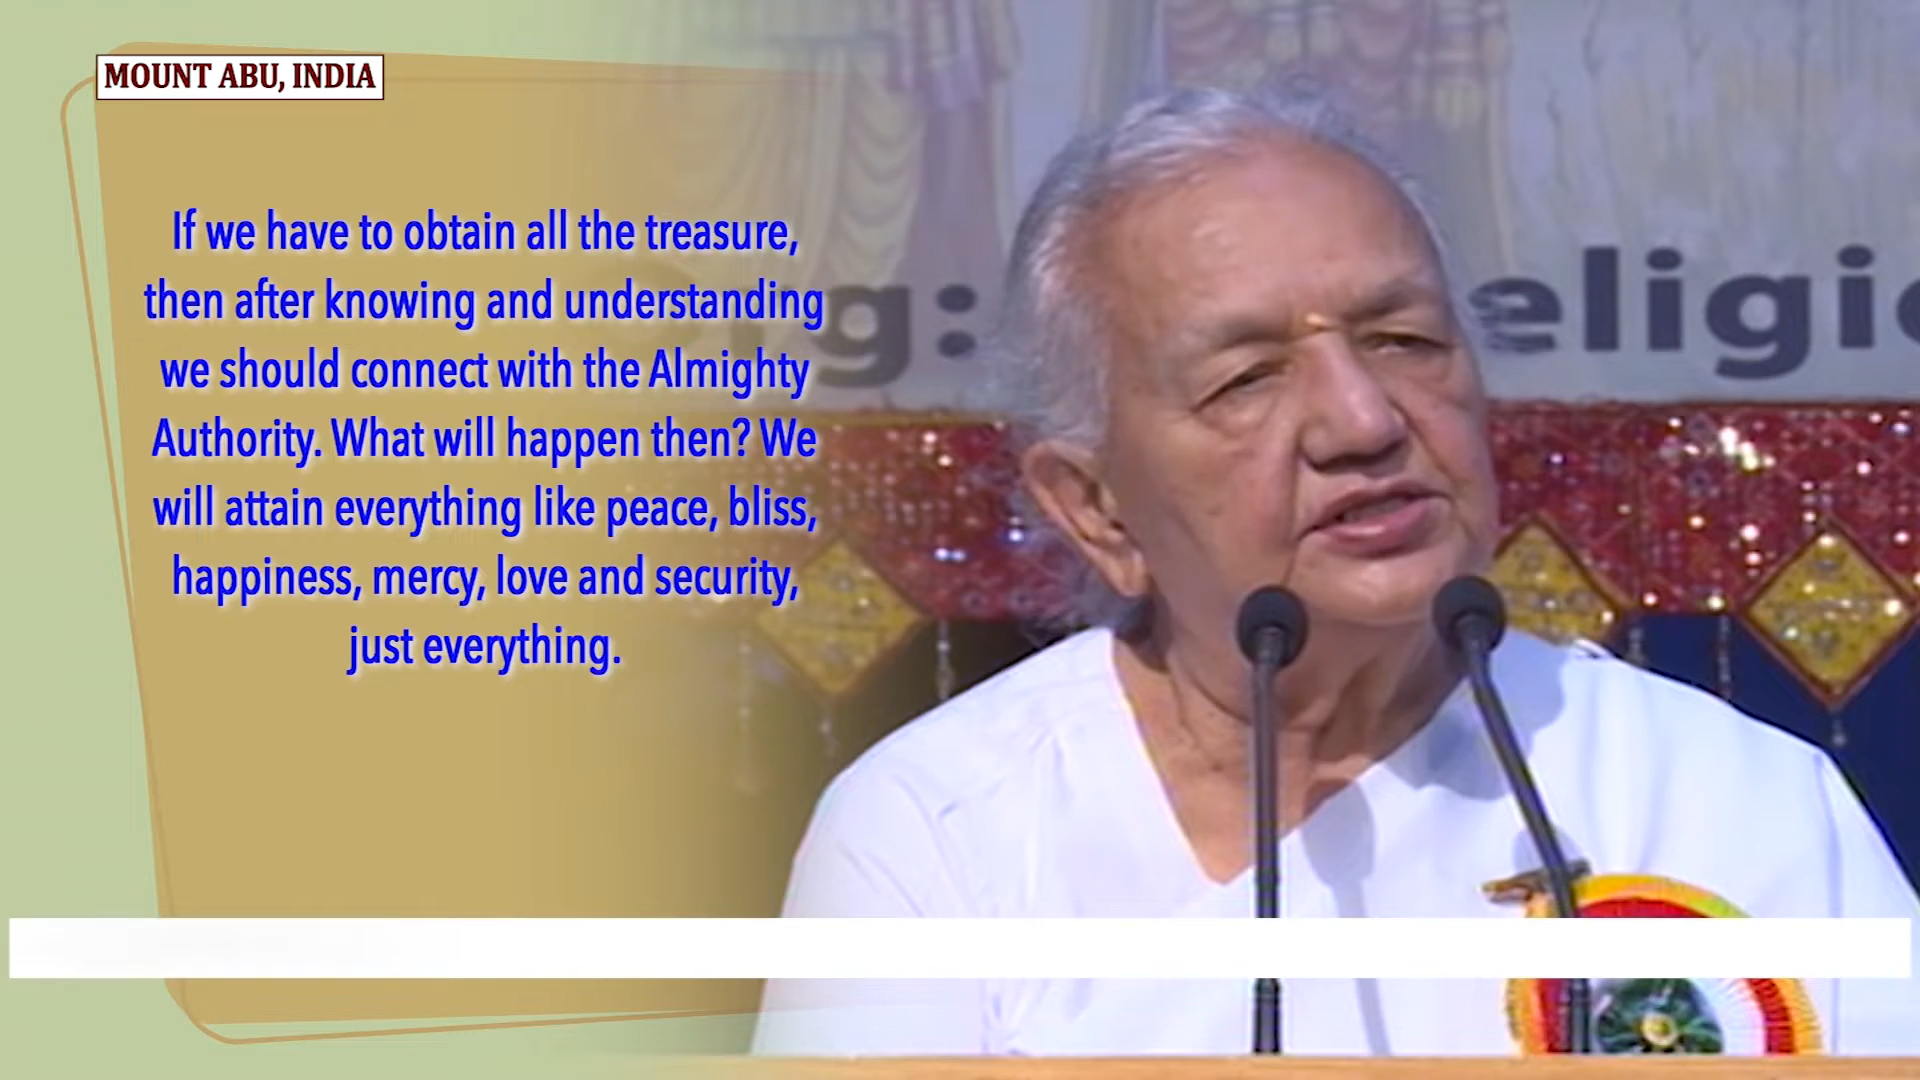 MOUNT ABU, INDIA
If we have to obtain all the treasure,
then after knowing and understanding
we should connect with the Almighty
Authority. What will happen then? We
will attain everything like peace, bliss,
happiness, mercy, love and security,
just everything.